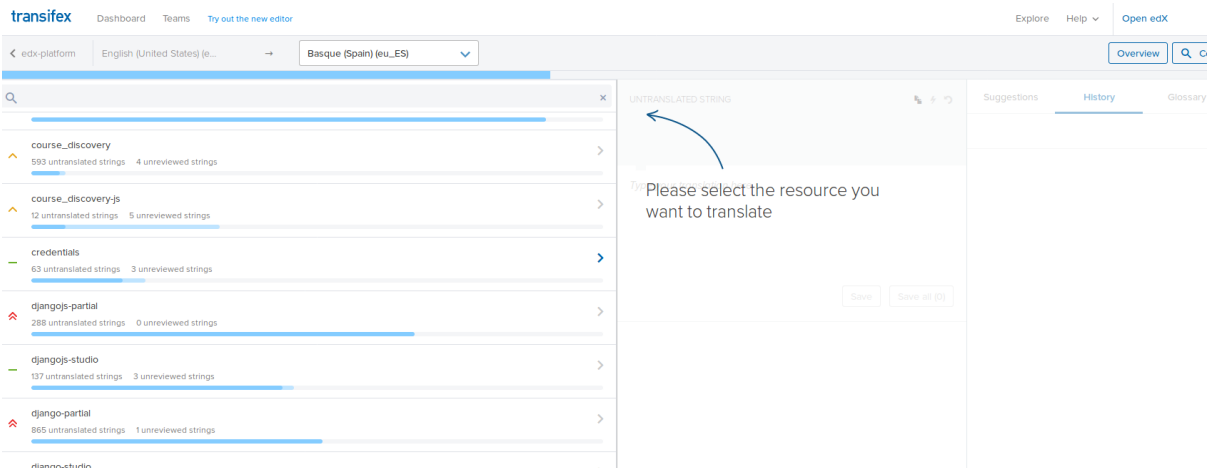 transifex Dashboard Teams Try out the new editor Explore Help Open edX
edx-platform English (United States) (e... → Basque (Spain) (eu_ES) Overview
UNTRANSLATED STRING Suggestions History Glossary
course_discovery
593 untranslated strings 4 unreviewed strings
course_discovery-js
12 untranslated strings 5 unreviewed strings
Please select the resource you
want to translate
credentials
63 untranslated strings 3 unreviewed strings
Save Save all (0)
djangojs-partial
288 untranslated strings 0 unreviewed strings
djangojs-studio
137 untranslated strings 3 unreviewed strings
django-partial
865 untranslated strings 1 unreviewed strings
django-studio